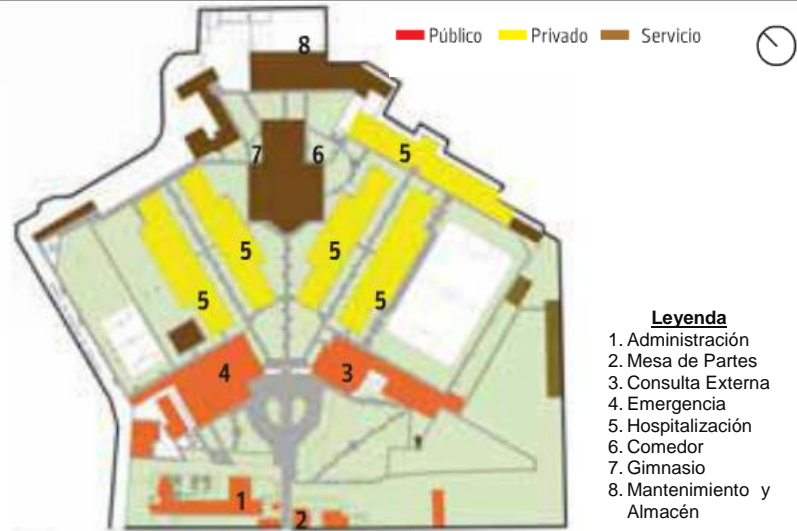 Público Privado Servicio
8
7 6 5
5 5
5 5
4 3
1 2
Leyenda
1. Administración
2. Mesa de Partes
3. Consulta Externa
4. Emergencia
5. Hospitalización
6. Comedor
7. Gimnasio
8. Mantenimiento y
Almacén